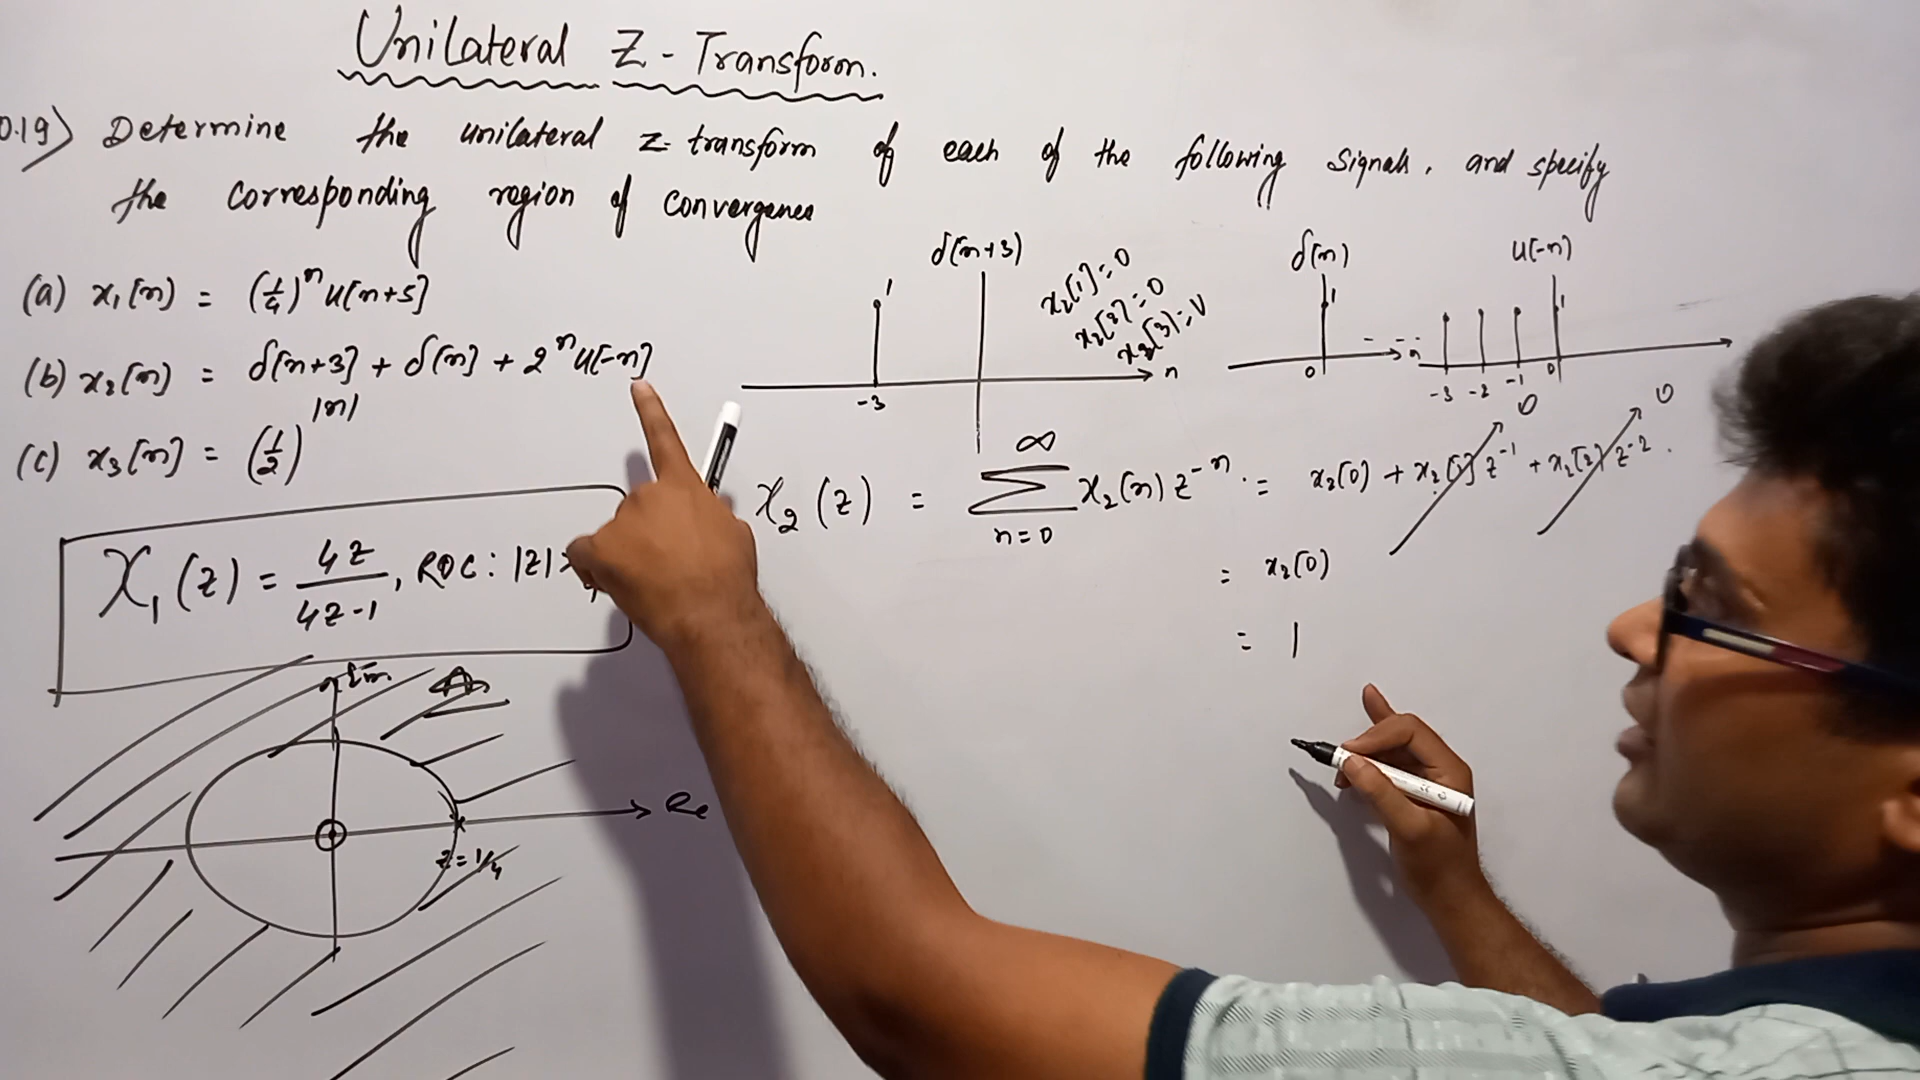 Unilateral Z-Transform.
0.19) Determine the unilateral z-transform of each of the following signals, and specify
the corresponding region of convergence
(a) x₁[n] = (1/4)ⁿ u[n+5]
(b) x₂[n] = δ[n+3] + δ[n] + 2ⁿ u[-n]
(c) x₃[n] = (1/2)^|n|
X₁(z) = 4z/4z-1, ROC: |z|>
Im
Re
z=1/4
δ[n+3)
1
-3
n
x₂[1]=0
x₂[2]=0
x₂[3]=0
δ[n)
1
0
n
u[-n)
1
-3 -2 -1 0
X₂(z) = ∑ n=0 ∞ x₂(n) z⁻ⁿ = x₂(0) + x₂[1] z⁻¹ + x₂[2] z⁻² .
0
0
= x₂(0)
= 1